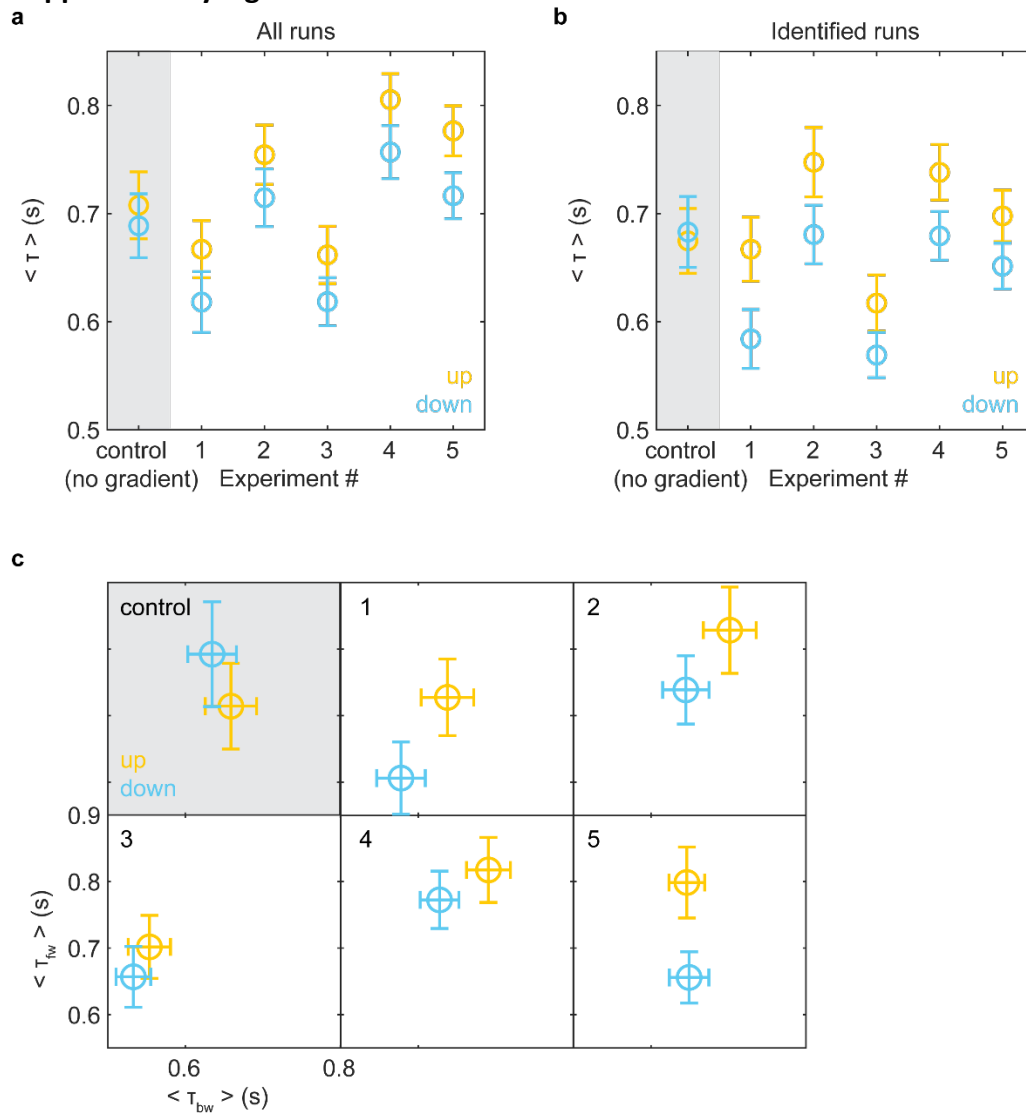 a
All runs
< τ > (s)
0.8
0.7
0.6
0.5
up
down
control 1 2 3 4 5
(no gradient) Experiment #
b
Identified runs
< τ > (s)
0.8
0.7
0.6
0.5
up
down
control 1 2 3 4 5
(no gradient) Experiment #
c
control
up
down
1
2
3
4
5
< τfw > (s)
0.9
0.8
0.7
0.6
0.6 0.8
< τbw > (s)